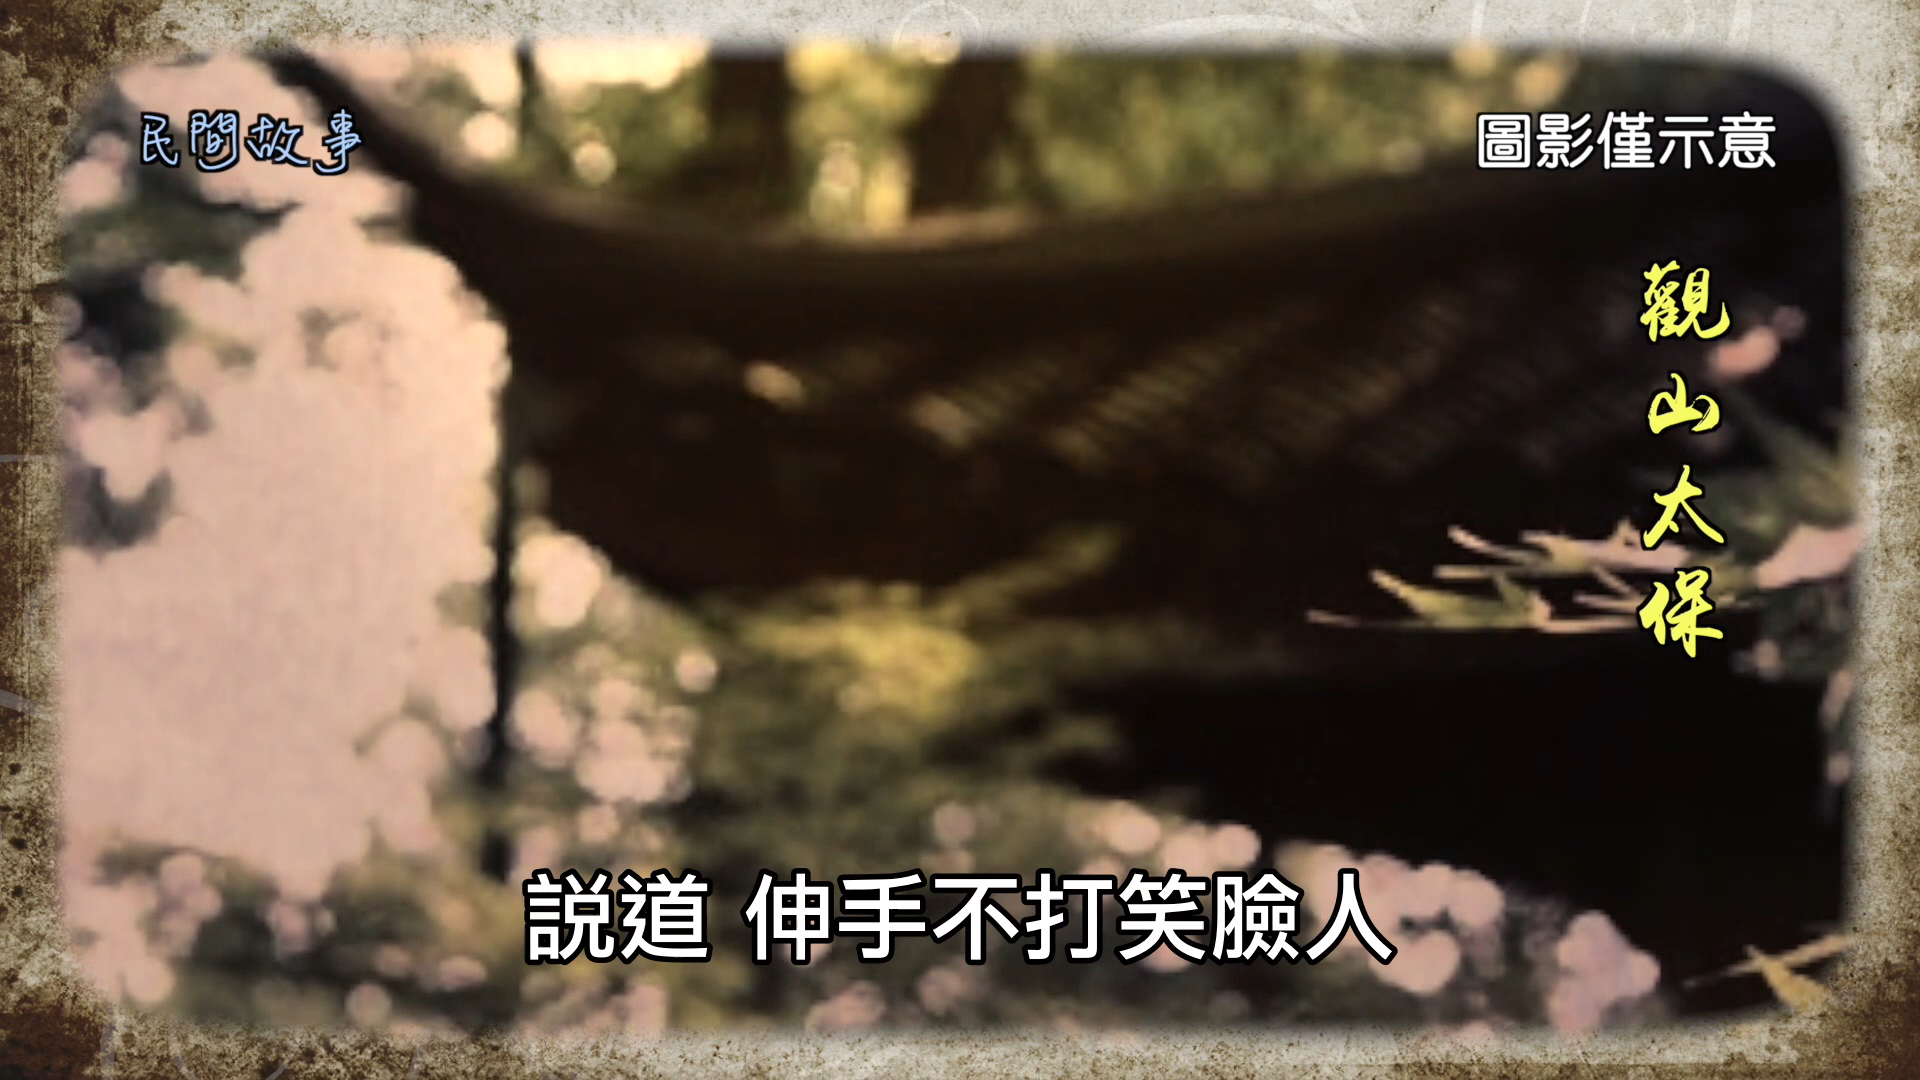 民間故事
圖影僅示意
觀山太保
説道 伸手不打笑臉人